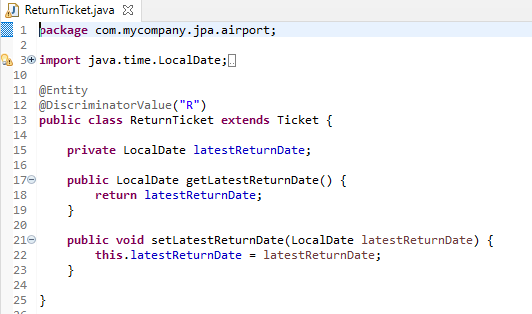 ReturnTicket.java
1 package com.mycompany.jpa.airport;
2
3 import java.time.LocalDate;
10
11 @Entity
12 @DiscriminatorValue("R")
13 public class ReturnTicket extends Ticket {
14
15 private LocalDate latestReturnDate;
16
17 public LocalDate getLatestReturnDate() {
18 return latestReturnDate;
19 }
20
21 public void setLatestReturnDate(LocalDate latestReturnDate) {
22 this.latestReturnDate = latestReturnDate;
23 }
24
25 }
26